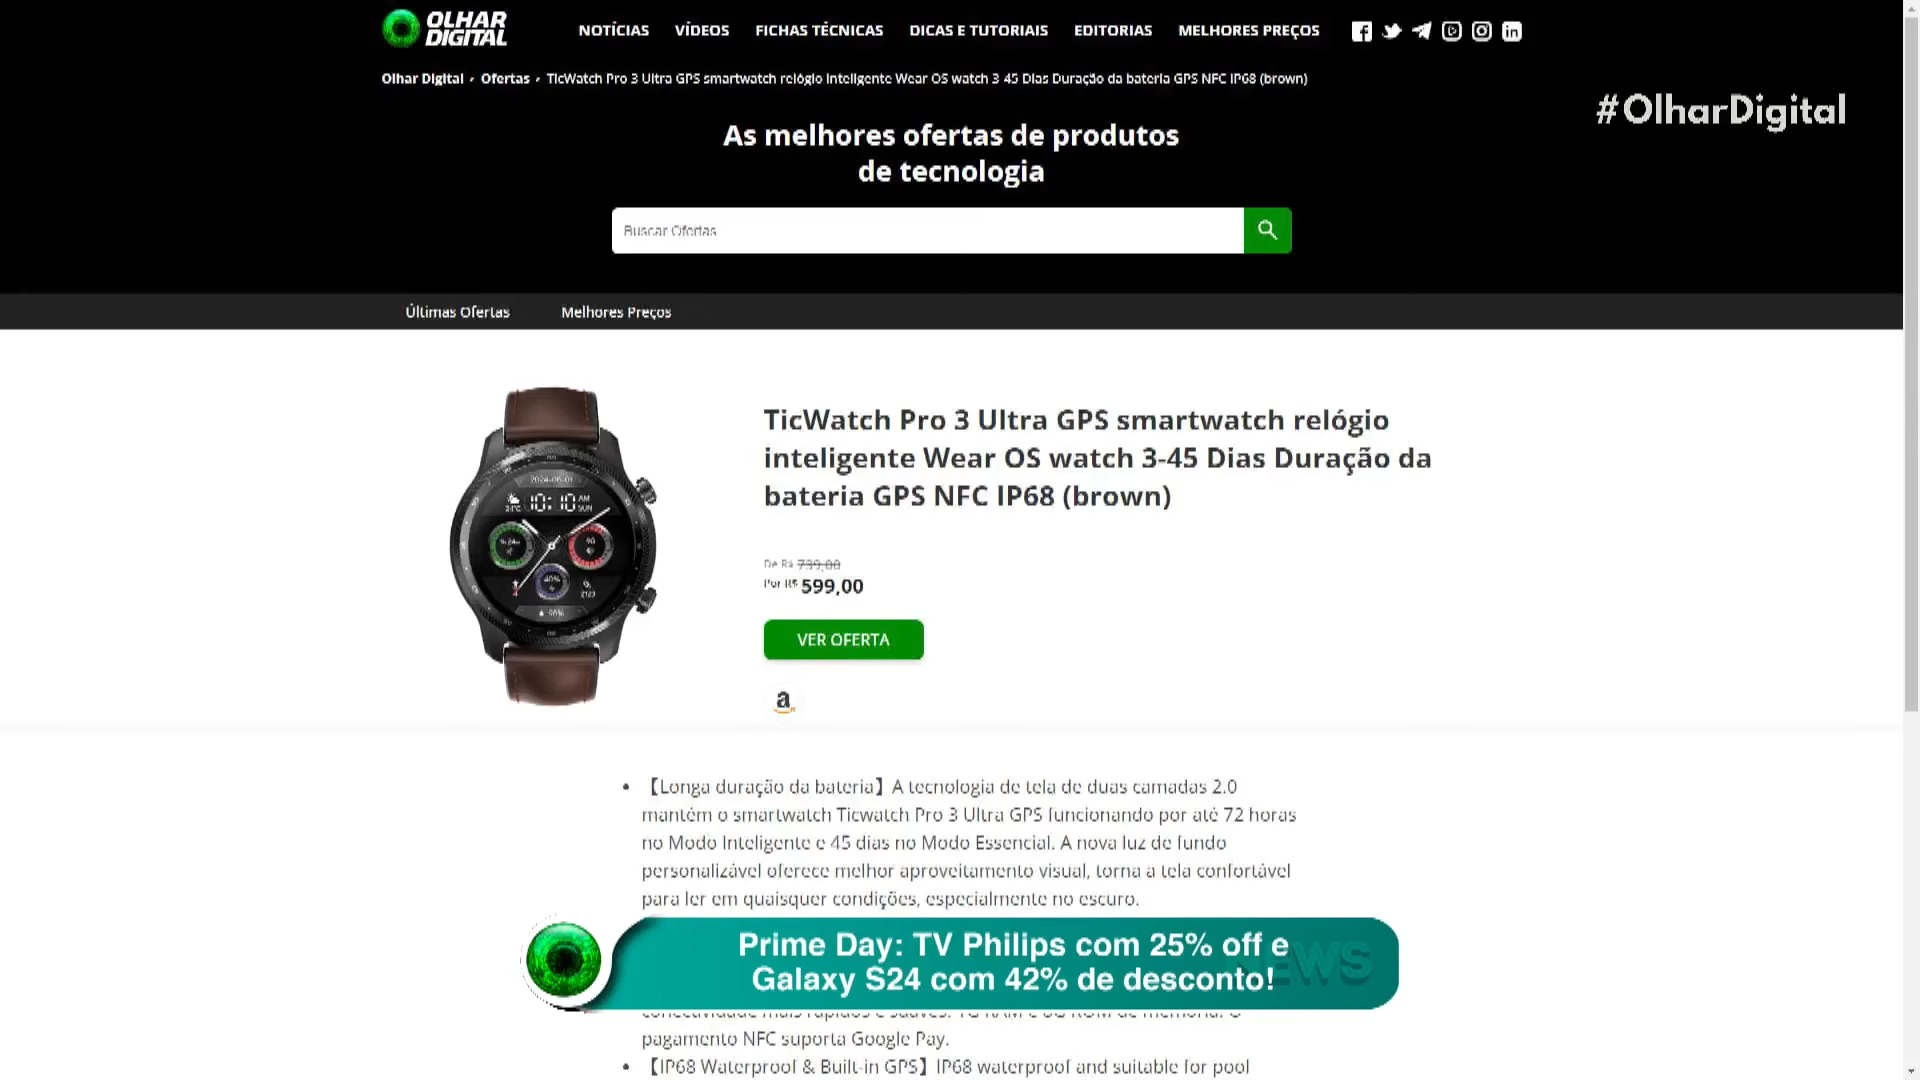 OLHAR
DIGITAL
NOTÍCIAS VÍDEOS FICHAS TÉCNICAS DICAS E TUTORIAIS EDITORIAS MELHORES PREÇOS
Olhar Digital • Ofertas • TicWatch Pro 3 Ultra GPS smartwatch relógio inteligente Wear OS watch 3-45 Dias Duração da bateria GPS NFC IP68 (brown)
#OlharDigital
As melhores ofertas de produtos
de tecnologia
Buscar Ofertas
Últimas Ofertas Melhores Preços
TicWatch Pro 3 Ultra GPS smartwatch relógio
inteligente Wear OS watch 3-45 Dias Duração da
bateria GPS NFC IP68 (brown)
2024-06-01
10:10 AM
SUN
De R$ 739,00
Por R$ 599,00
VER OFERTA
a
• 【Longa duração da bateria】A tecnologia de tela de duas camadas 2.0
mantém o smartwatch Ticwatch Pro 3 Ultra GPS funcionando por até 72 horas
no Modo Inteligente e 45 dias no Modo Essencial. A nova luz de fundo
personalizável oferece melhor aproveitamento visual, torna a tela confortável
para ler em quaisquer condições, especialmente no escuro.
Prime Day: TV Philips com 25% off e
Galaxy S24 com 42% de desconto!
NEWS
pagamento NFC suporta Google Pay.
• 【IP68 Waterproof & Built-in GPS】IP68 waterproof and suitable for pool